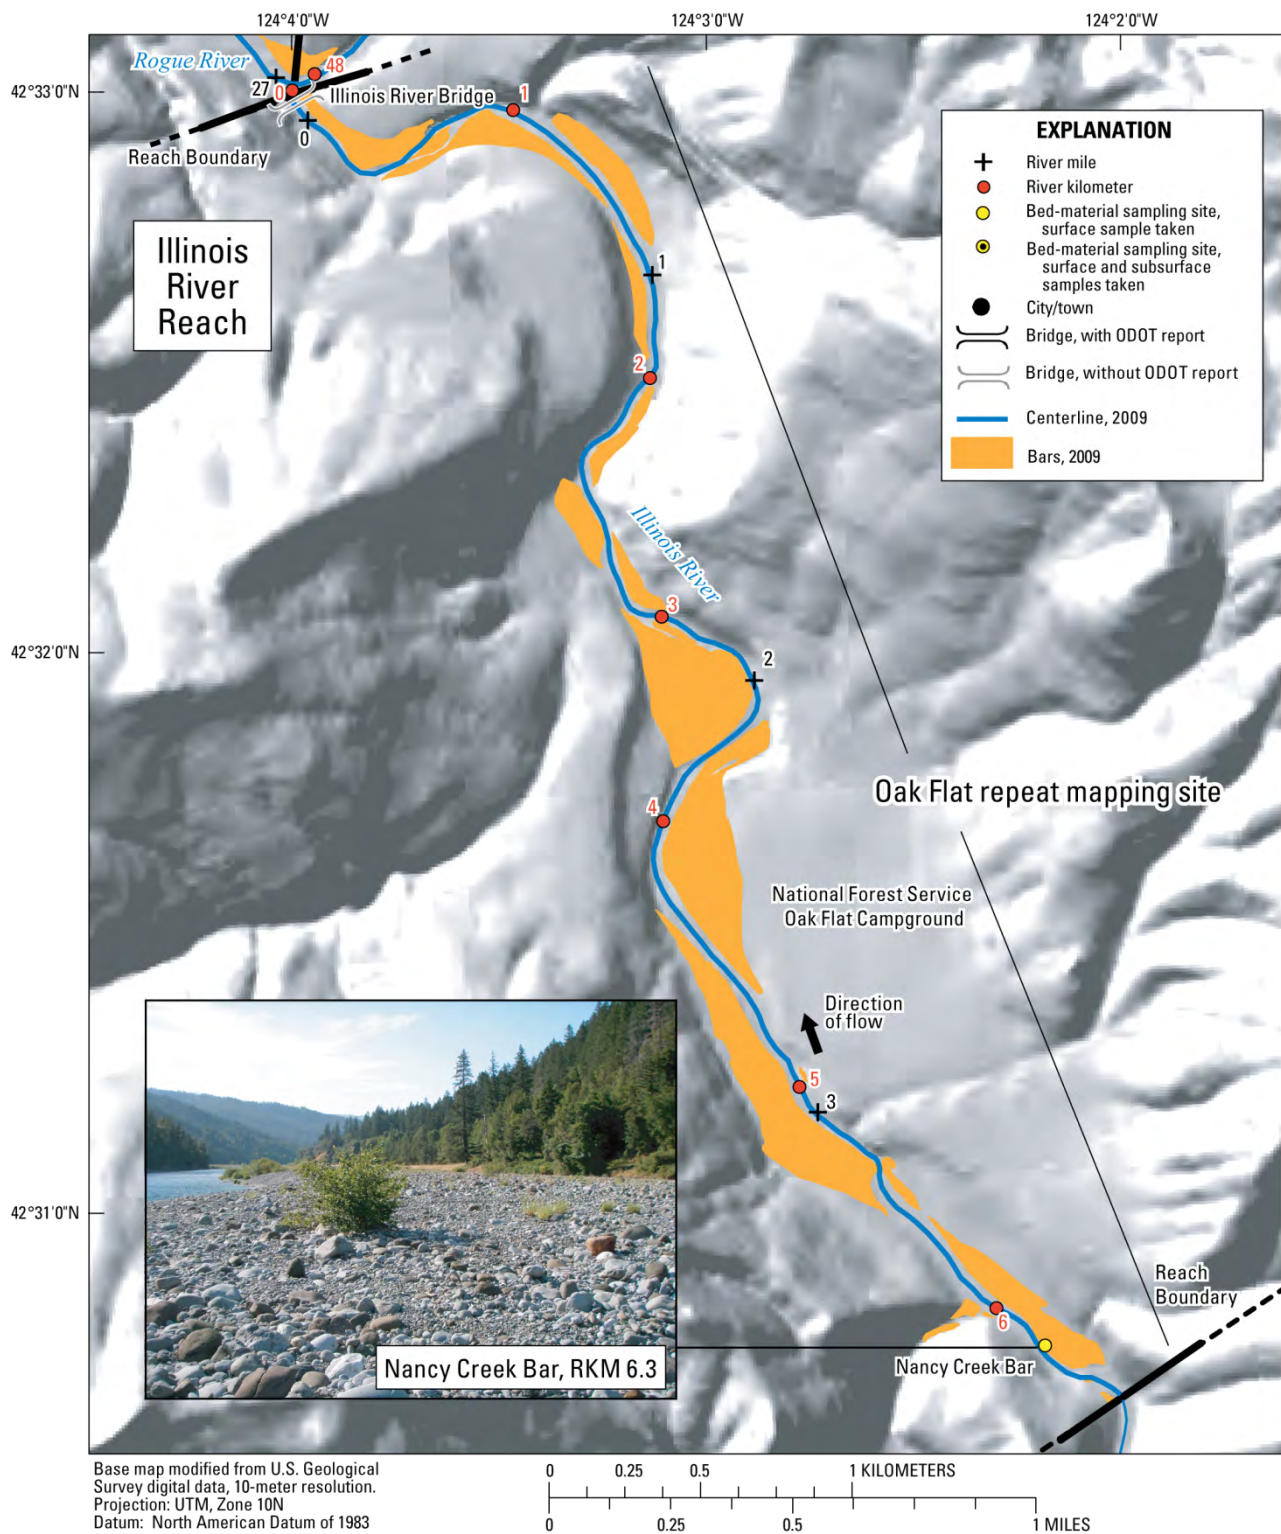 124°4'0"W
124°3'0"W
124°2'0"W
Rogue River
48
27
0
42°33'0"N
Illinois River Bridge
1
0
Reach Boundary
EXPLANATION
River mile
River kilometer
Bed-material sampling site,
surface sample taken
Bed-material sampling site,
surface and subsurface
samples taken
City/town
Bridge, with ODOT report
Bridge, without ODOT report
Centerline, 2009
Bars, 2009
Illinois
River
Reach
1
2
Illinois River
3
42°32'0"N
2
Oak Flat repeat mapping site
4
National Forest Service
Oak Flat Campground
Direction
of flow
5
3
42°31'0"N
Reach
Boundary
6
Nancy Creek Bar
Nancy Creek Bar, RKM 6.3
Base map modified from U.S. Geological
Survey digital data, 10-meter resolution.
Projection: UTM, Zone 10N
Datum: North American Datum of 1983
0 0.25 0.5 1 KILOMETERS
0 0.25 0.5 1 MILES